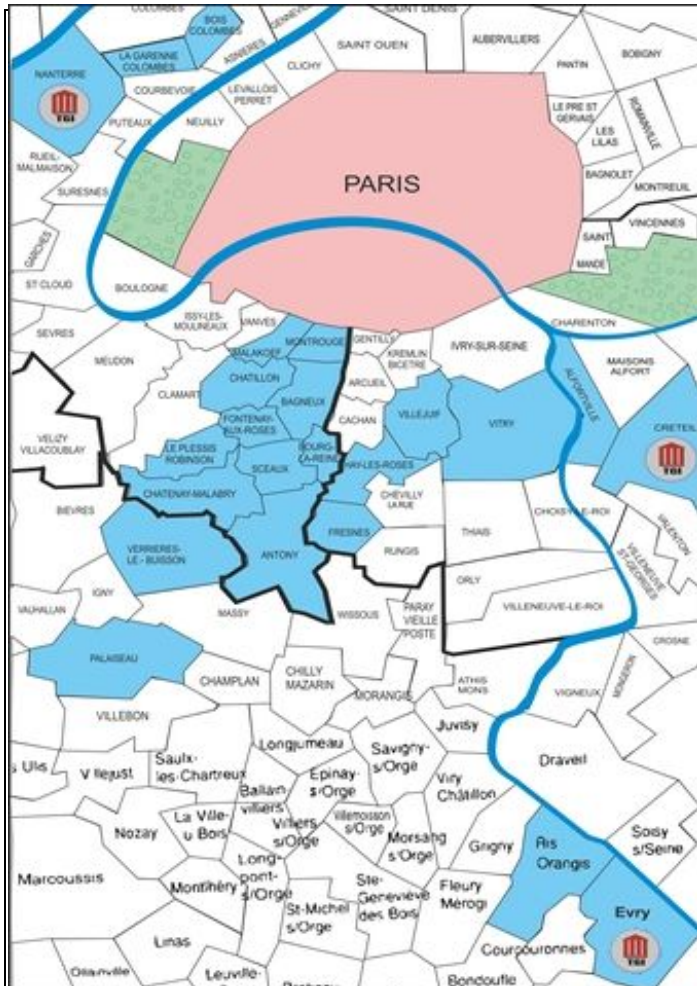 COLOMBES
BOIS
COLOMBES
GENNEVILLIERS
SAINT DENIS
LA GARENNE
COLOMBES
ASNIERES
SAINT OUEN
AUBERVILLIERS
NANTERRE
TGI
CLICHY
PANTIN
BOBIGNY
COURBEVOIE
LEVALLOIS
PERRET
PUTEAUX
NEUILLY
LE PRE ST
GERVAIS
ROMAINVILLE
LES
LILAS
RUEIL-
MALMAISON
SURESNES
PARIS
BAGNOLET
MONTREUIL
GARCHES
SAINT
MANDE
VINCENNES
ST CLOUD
BOULOGNE
SEVRES
ISSY-LES-
MOULINEAUX
VANVES
CHARENTON
MEUDON
MALAKOFF
MONTROUGE
GENTILLY
KREMLIN
BICETRE
IVRY-SUR-SEINE
MAISONS
ALFORT
CLAMART
CHATILLON
ARCUEIL
ALFORTVILLE
BAGNEUX
CACHAN
VILLEJUIF
VITRY
CRETEIL
TGI
VELIZY
VILLACOUBLAY
FONTENAY-
AUX-ROSES
LE PLESSIS
ROBINSON
BOURG-
LA-REINE
SCEAUX
HAY-LES-ROSES
CHATENAY-MALABRY
CHEVILLY
LA RUE
BIEVRES
CHOISY-LE-ROI
VALENTON
VERRIERES-
LE - BUISSON
ANTONY
FRESNES
RUNGIS
THIAIS
VILLENEUVE
ST-GEORGES
IGNY
ORLY
VAUHALLAN
MASSY
WISSOUS
PARAY
VIEILLE
POSTE
VILLENEUVE-LE-ROI
CROSNE
PALAISEAU
CHAMPLAN
CHILLY
MAZARIN
MORANGIS
ATHIS
MONS
VIGNEUX
MONGERON
VILLEBON
Juvisy
s Ulis
Villejust
Saulx-
les-Chartreux
Longjumeau
Savigny-
s/Orge
Draveil
Ballain
villiers
Epinay-
s/Orge
Viry
Châtillon
Nozay
La Ville-
u Bois
Villiers
s/Orge
Villemoisson
s/Orge
Morsang
s/Orge
Grigny
Ris
Orangis
Soisy
s/Seine
Marcoussis
Montlhéry
Long-
pont-
s/Orge
Ste-
Geneviève
des Bois
Fleury
Mérogi
St-Michel
s/Orge
Evry
TGI
Linas
Courcouronnes
Ollainville
Leuville-
Bondoufle